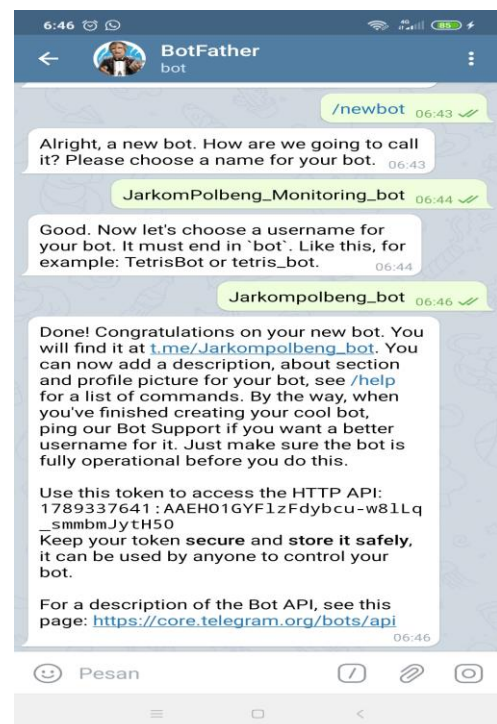 6:46
4G
85
BotFather
bot
/newbot 06:43
Alright, a new bot. How are we going to call
it? Please choose a name for your bot. 06:43
JarkomPolbeng_Monitoring_bot 06:44
Good. Now let's choose a username for
your bot. It must end in `bot`. Like this, for
example: TetrisBot or tetris_bot. 06:44
Jarkompolbeng_bot 06:46
Done! Congratulations on your new bot. You
will find it at t.me/Jarkompolbeng_bot. You
can now add a description, about section
and profile picture for your bot, see /help
for a list of commands. By the way, when
you've finished creating your cool bot,
ping our Bot Support if you want a better
username for it. Just make sure the bot is
fully operational before you do this.
Use this token to access the HTTP API:
1789337641:AAEHO1GYFlzFdybcu-w8lLq
_smmbmJytH50
Keep your token secure and store it safely,
it can be used by anyone to control your
bot.
For a description of the Bot API, see this
page: https://core.telegram.org/bots/api
06:46
Pesan